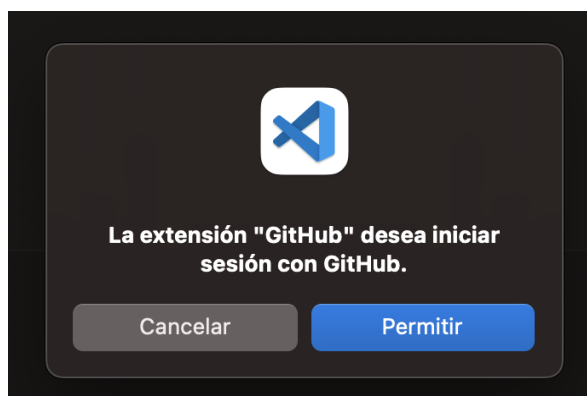 La extensión "GitHub" desea iniciar
sesión con GitHub.
Cancelar
Permitir